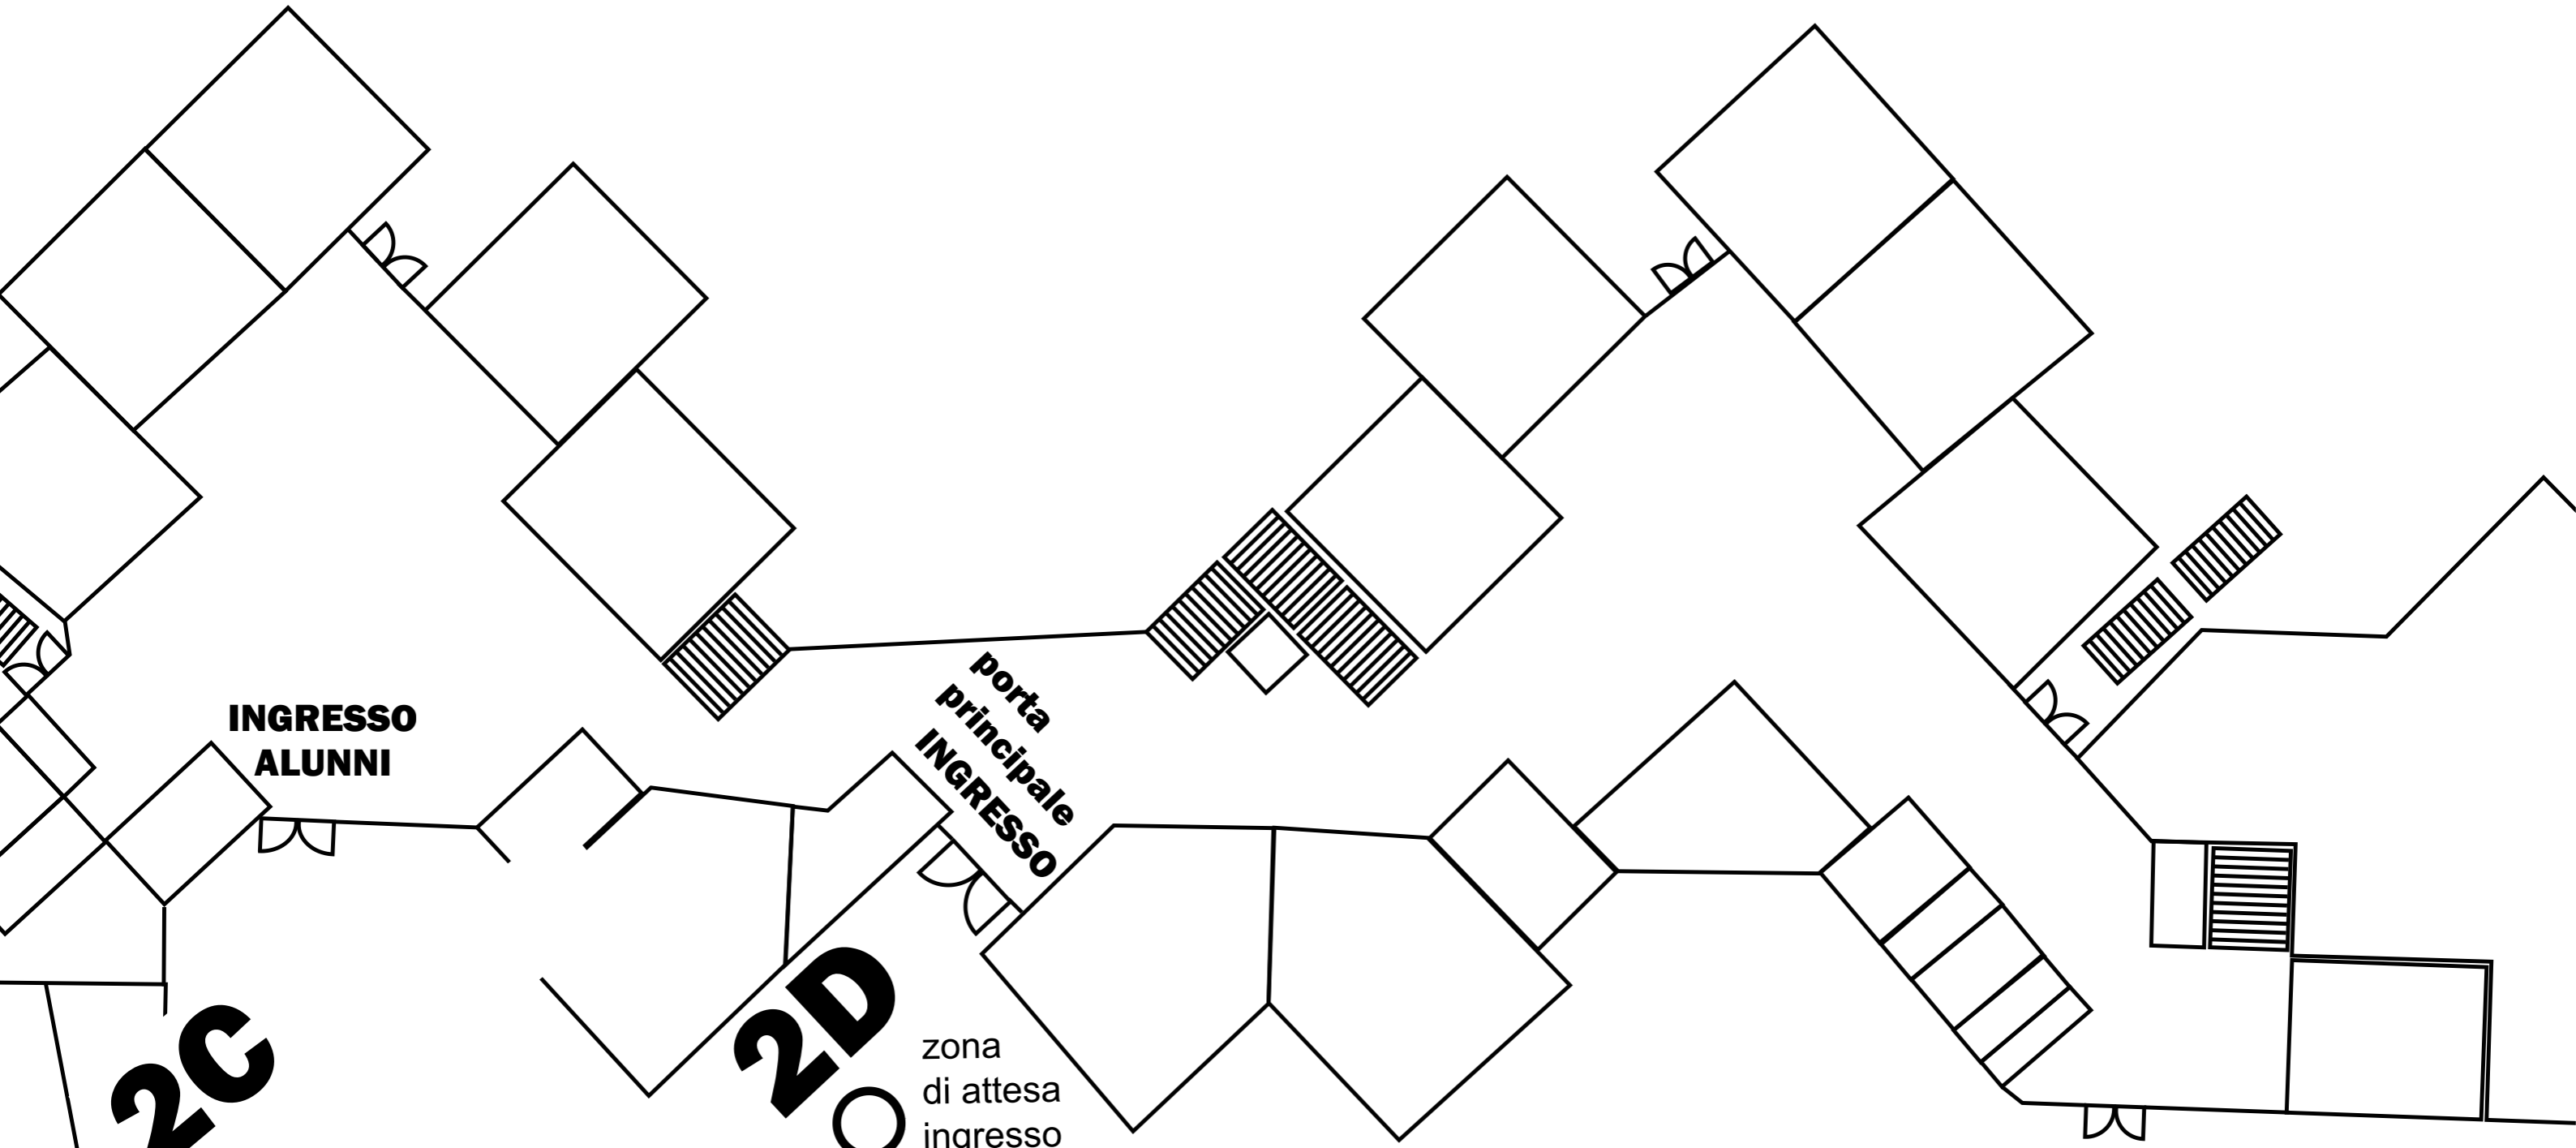 porta
principale
INGRESSO
INGRESSO
ALUNNI
2C
2D
zona
di attesa
ingresso